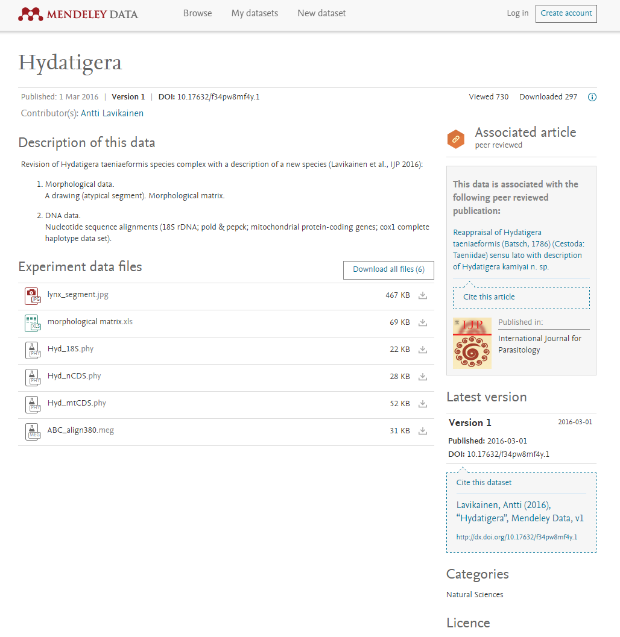 MENDELEY DATA
Browse
My datasets
New dataset
Log in
Create account
Hydatigera
Published: 1 Mar 2016 | Version 1 | DOI: 10.17632/f34pw8mf4y.1
Viewed 730 Downloaded 297
Contributor(s): Antti Lavikainen
Description of this data
Revision of Hydatigera taeniaeformis species complex with a description of a new species (Lavikainen et al., IJP 2016).
1. Morphological data.
A drawing (atypical segment). Morphological matrix.
2. DNA data.
Nucleotide sequence alignments (18S rDNA; pold & pepck; mitochondrial protein-coding genes; cox1 complete
haplotype data set).
Experiment data files
Download all files (6)
lynx_segment.jpg 467 KB
morphological matrix.xls 69 KB
Hyd_18S.phy 22 KB
Hyd_nCDS.phy 28 KB
Hyd_mtCDS.phy 52 KB
ABC_align380.meg 31 KB
Associated article
peer reviewed
This data is associated with the
following peer reviewed
publication:
Reappraisal of Hydatigera
taeniaeformis (Batsch, 1786) (Cestoda:
Taeniidae) sensu lato with description
of Hydatigera kamiyai n. sp.
Cite this article
IJP
Published in:
International Journal for
Parasitology
Latest version
Version 1 2016-03-01
Published: 2016-03-01
DOI: 10.17632/f34pw8mf4y.1
Cite this dataset
Lavikainen, Antti (2016),
"Hydatigera", Mendeley Data, v1
http://dx.doi.org/10.17632/f34pw8mf4y.1
Categories
Natural Sciences
Licence